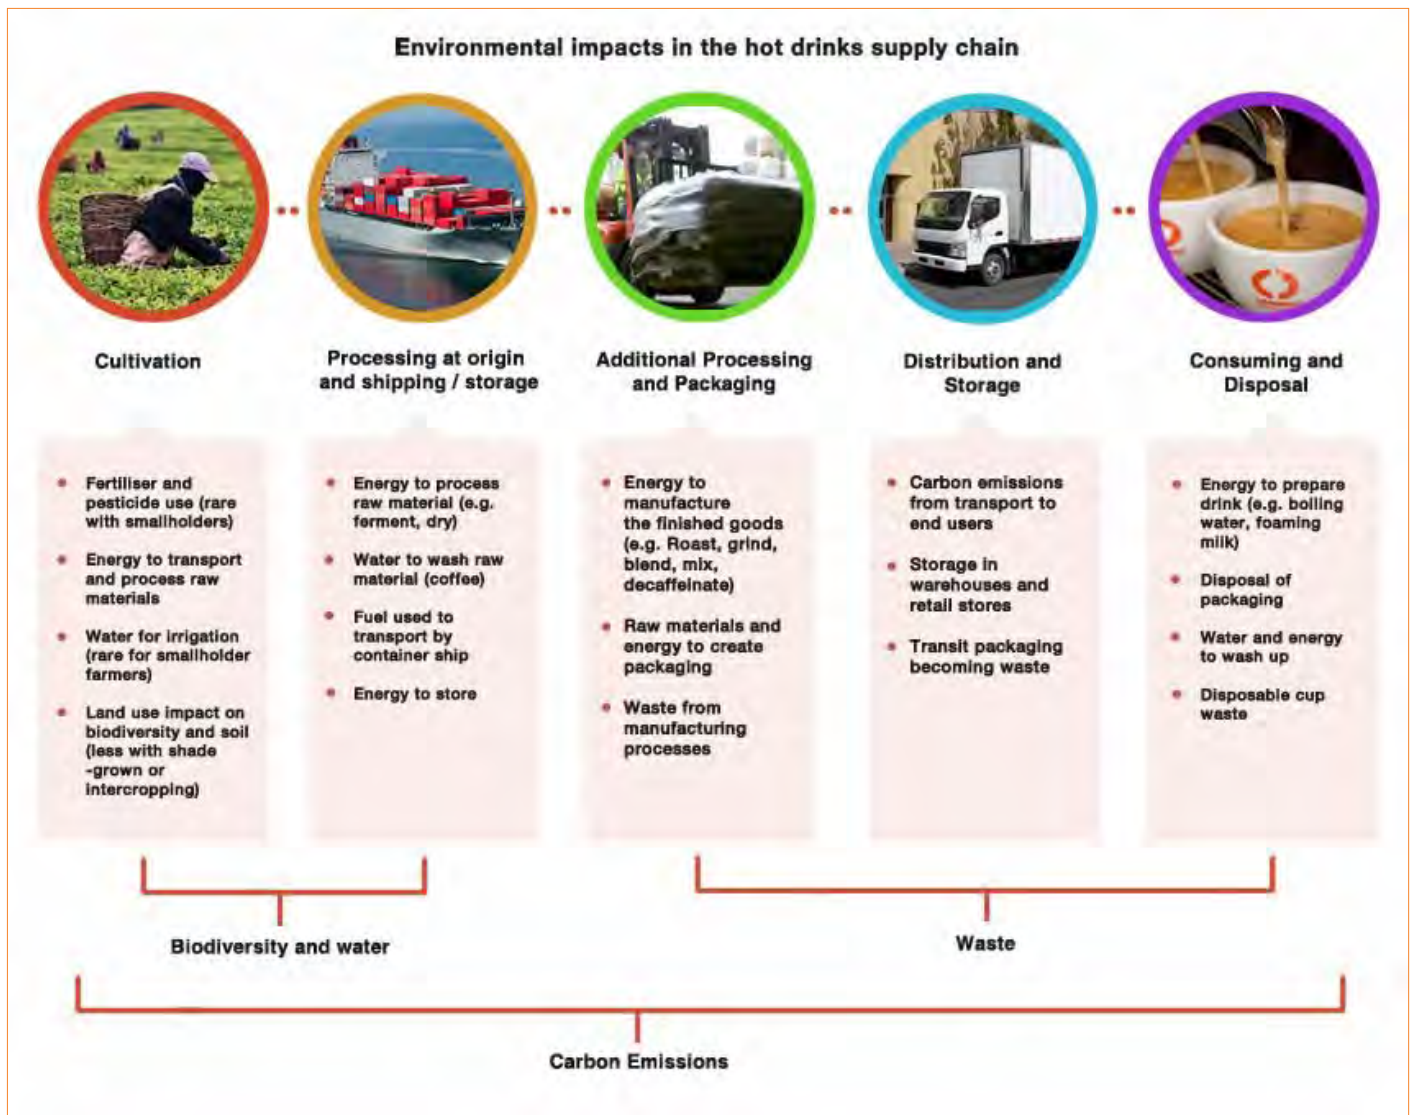 Environmental impacts in the hot drinks supply chain
Cultivation
Processing at origin
and shipping / storage
Additional Processing
and Packaging
Distribution and
Storage
Consuming and
Disposal
• Fertiliser and
pesticide use (rare
with smallholders)
• Energy to transport
and process raw
materials
• Water for irrigation
(rare for smallholder
farmers)
• Land use impact on
biodiversity and soil
(less with shade
-grown or
intercropping)
• Energy to process
raw material (e.g.
ferment, dry)
• Water to wash raw
material (coffee)
• Fuel used to
transport by
container ship
• Energy to store
• Energy to
manufacture
the finished goods
(e.g. Roast, grind,
blend, mix,
decaffeinate)
• Raw materials and
energy to create
packaging
• Waste from
manufacturing
processes
• Carbon emissions
from transport to
end users
• Storage in
warehouses and
retail stores
• Transit packaging
becoming waste
• Energy to prepare
drink (e.g. boiling
water, foaming
milk)
• Disposal of
packaging
• Water and energy
to wash up
• Disposable cup
waste
Biodiversity and water
Waste
Carbon Emissions